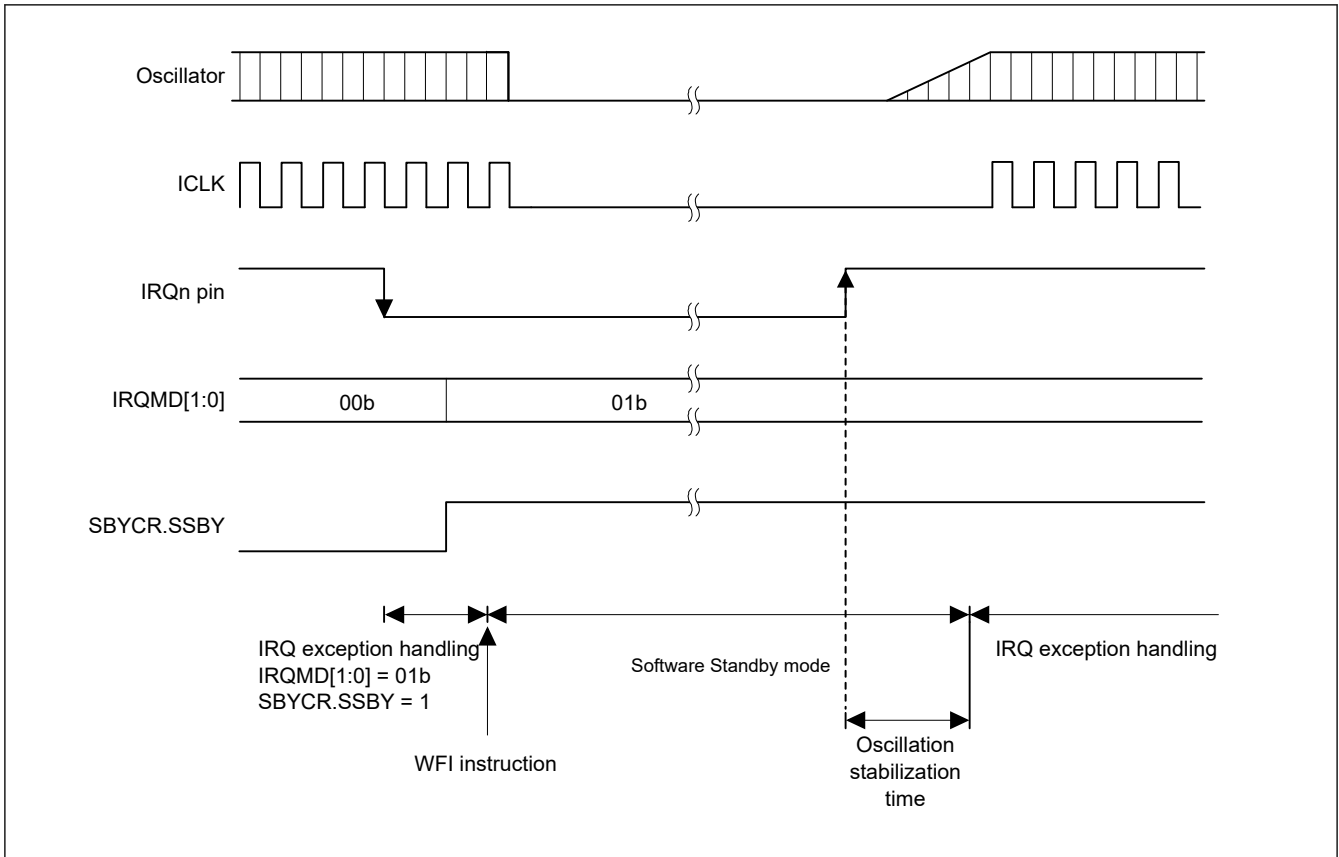 Oscillator
ICLK
IRQn pin
IRQMD[1:0]
00b
01b
SBYCR.SSBY
IRQ exception handling
IRQMD[1:0] = 01b
SBYCR.SSBY = 1
Software Standby mode
IRQ exception handling
WFI instruction
Oscillation
stabilization
time